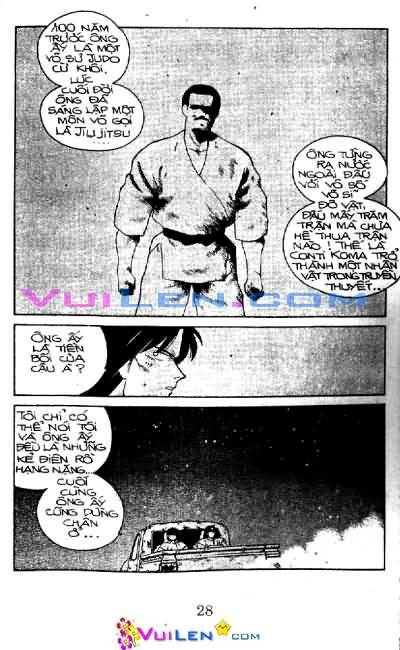 100 NĂM
TRƯỚC ÔNG
ẤY LÀ MỘT
VÕ SƯ JUDO
CỪ KHÔI,
LÚC
CUỐI ĐỜI
ÔNG ĐÃ
SÁNG LẬP MỘT
MÔN VÕ GỌI
LÀ JIUJITSU
.....
ÔNG TỪNG
RA NƯỚC
NGOÀI ĐẤU
VỚI VÔ SỐ
VÕ SĨ
ĐÔ VẬT,
ĐẤU MẤY TRĂM
TRẬN MÀ CHƯA
HỀ THUA TRẬN
NÀO ! THẾ LÀ
CONTI KOMA TRỞ
THÀNH MỘT NHÂN
VẬT TRONG TRUYỀN
THUYẾT...
VUILEN.COM
ÔNG ẤY
LÀ TIỀN
BỐI CỦA
CẬU À ?
TÔI CHỈ CÓ
THỂ NÓI TÔI
VÀ ÔNG ẤY
ĐỀU LÀ NHỮNG
KẺ ĐIÊN RỒ
HẠNG NẶNG...
CUỐI
CÙNG
ÔNG ẤY
CŨNG DỪNG
CHÂN
Ở ...
28
VUILEN.COM